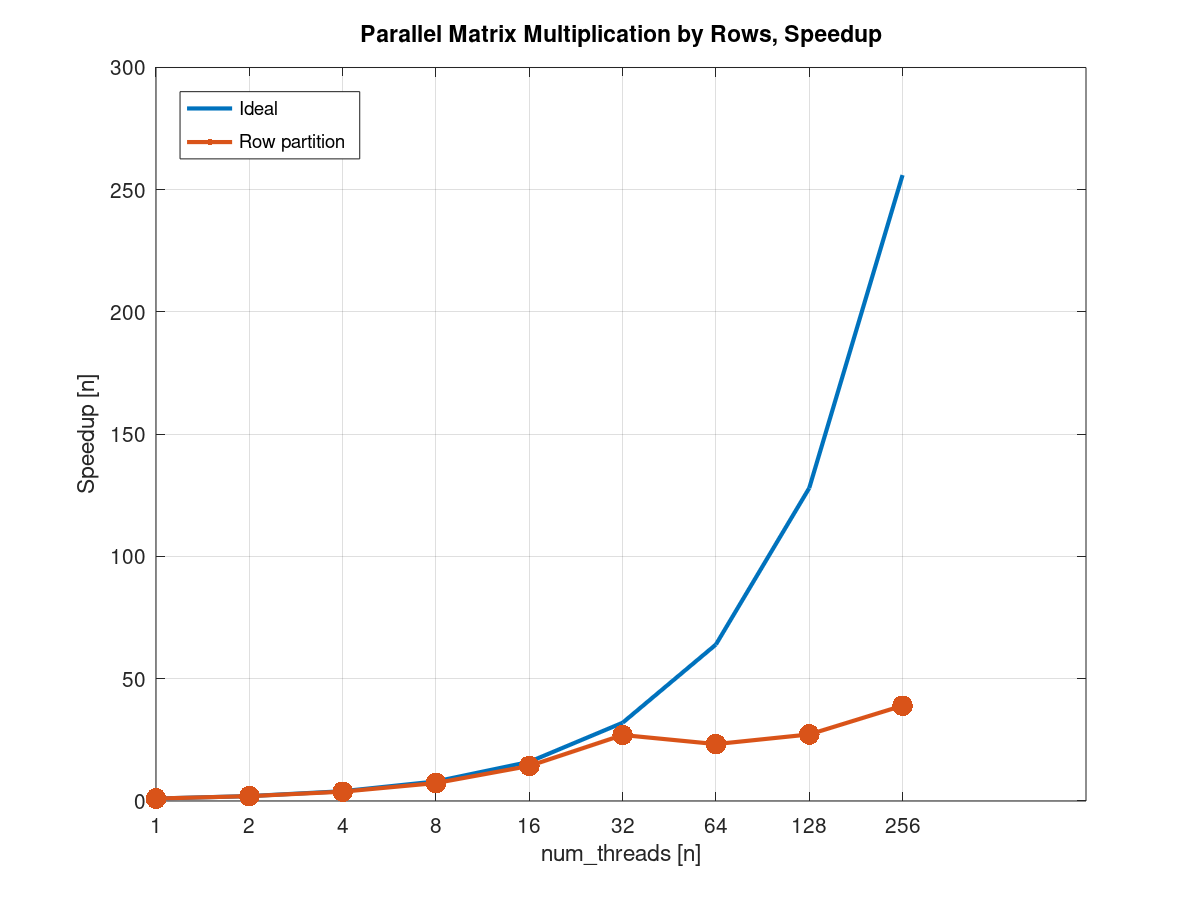 Parallel Matrix Multiplication by Rows, Speedup
300
250
200
150
100
50
0
Ideal
Row partition
Speedup [n]
1 2 4 8 16 32 64 128 256
num_threads [n]